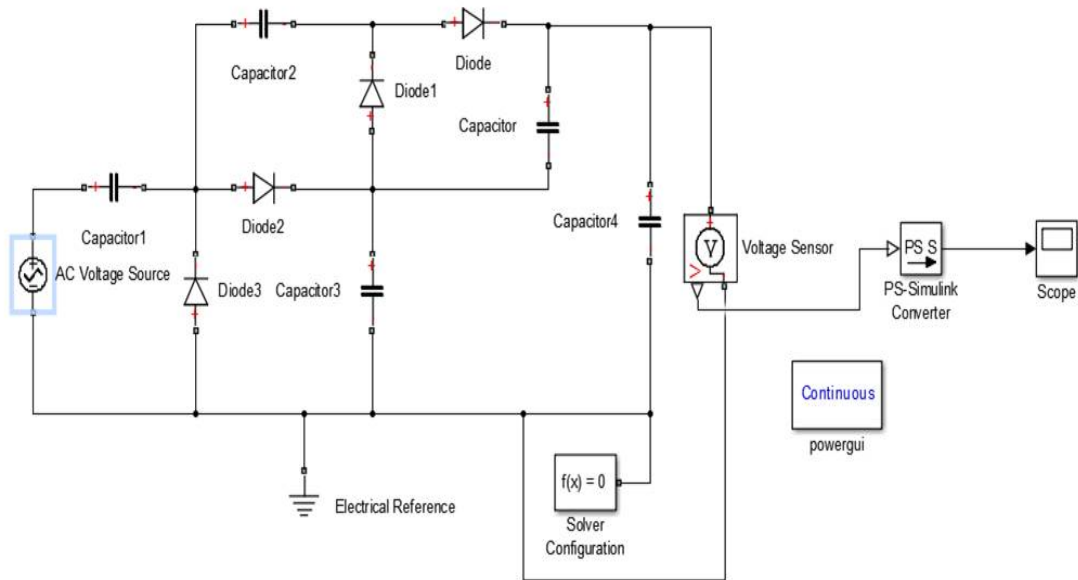 Capacitor2
Diode
Diode1
Capacitor
Capacitor1
Diode2
Capacitor4
V
Voltage Sensor
PS S
AC Voltage Source
Diode3
Capacitor3
PS-Simulink
Converter
Scope
Continuous
powergui
f(x) = 0
Electrical Reference
Solver
Configuration